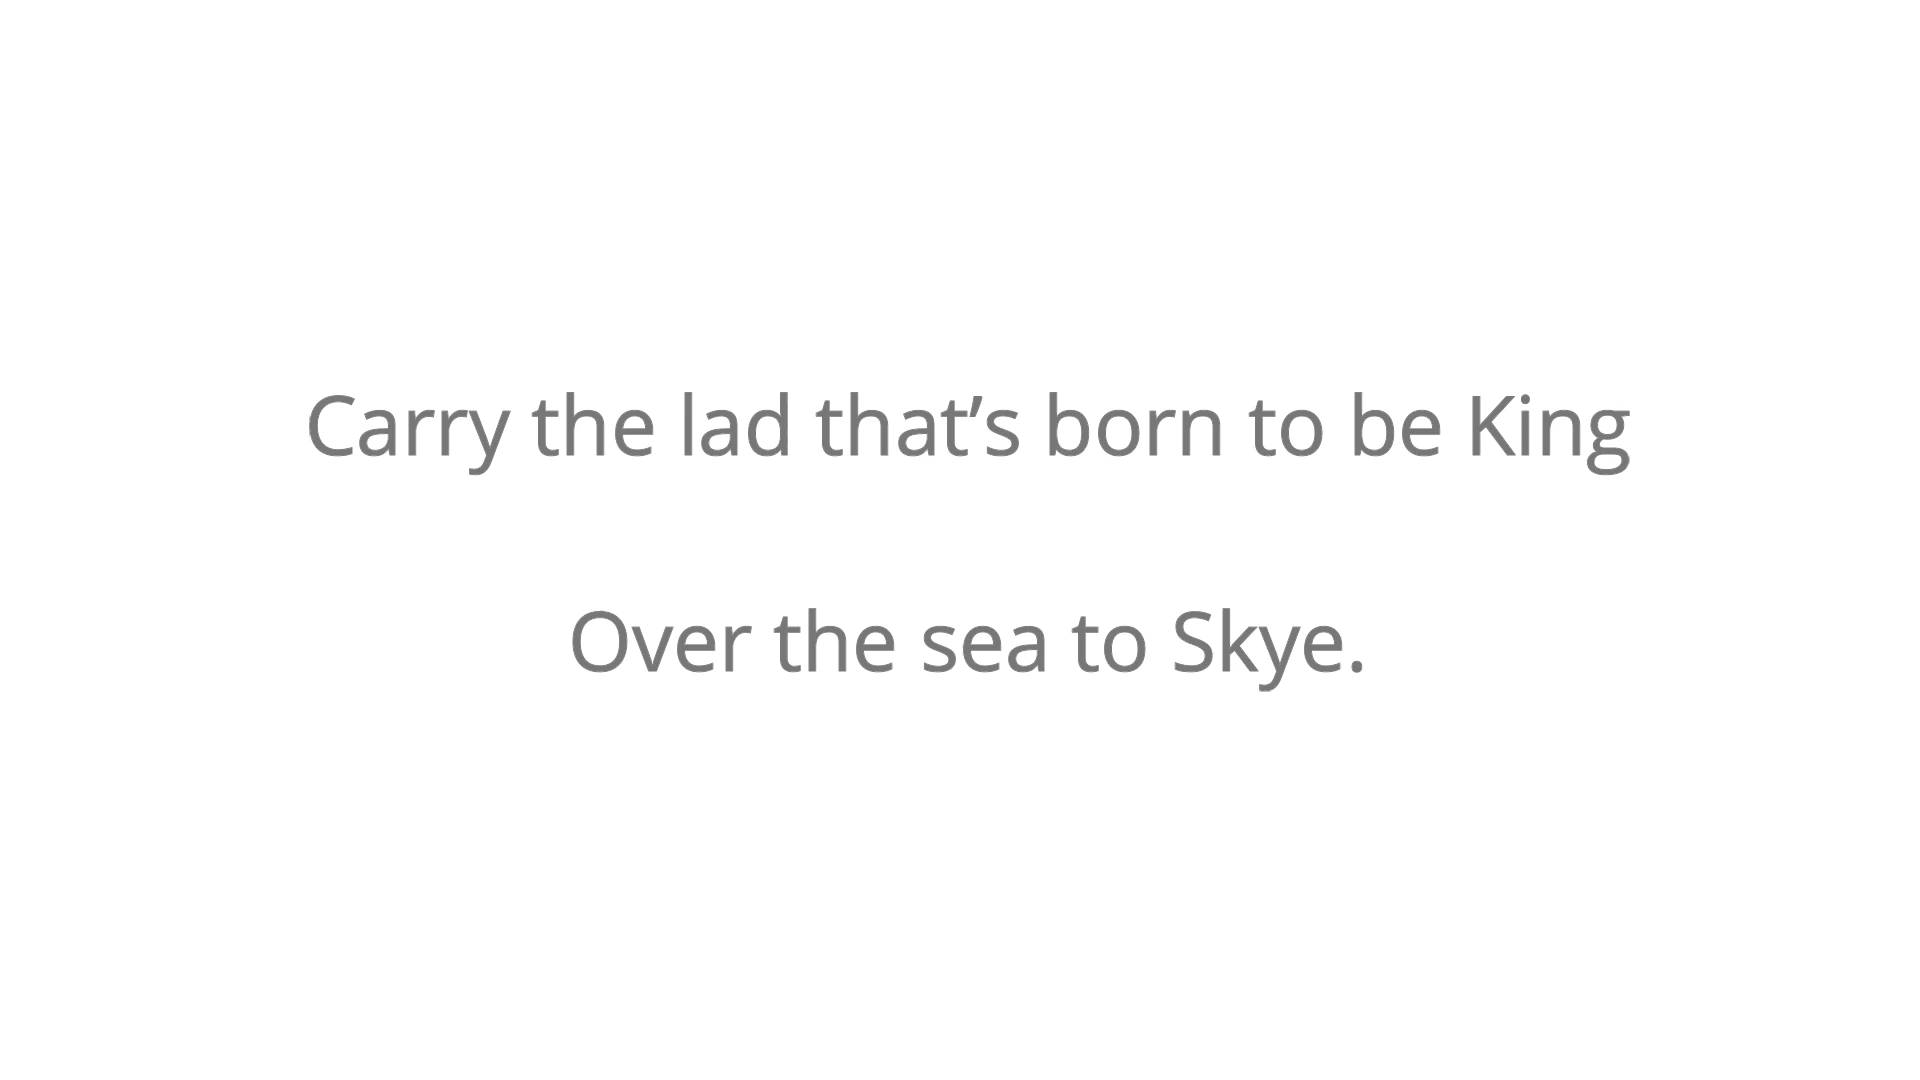 Carry the lad that’s born to be King
Over the sea to Skye.